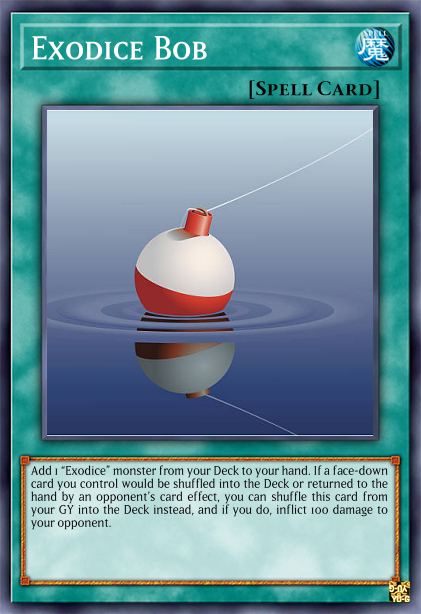 Exodice Bob
SPELL
魔
[Spell Card]
Add 1 “Exodice” monster from your Deck to your hand. If a face-down
card you control would be shuffled into the Deck or returned to the
hand by an opponent’s card effect, you can shuffle this card from
your GY into the Deck instead, and if you do, inflict 100 damage to
your opponent.